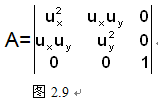 A= | u_x^2 u_x u_y 0 |
| u_x u_y u_y^2 0 |
| 0 0 1 |
图 2.9